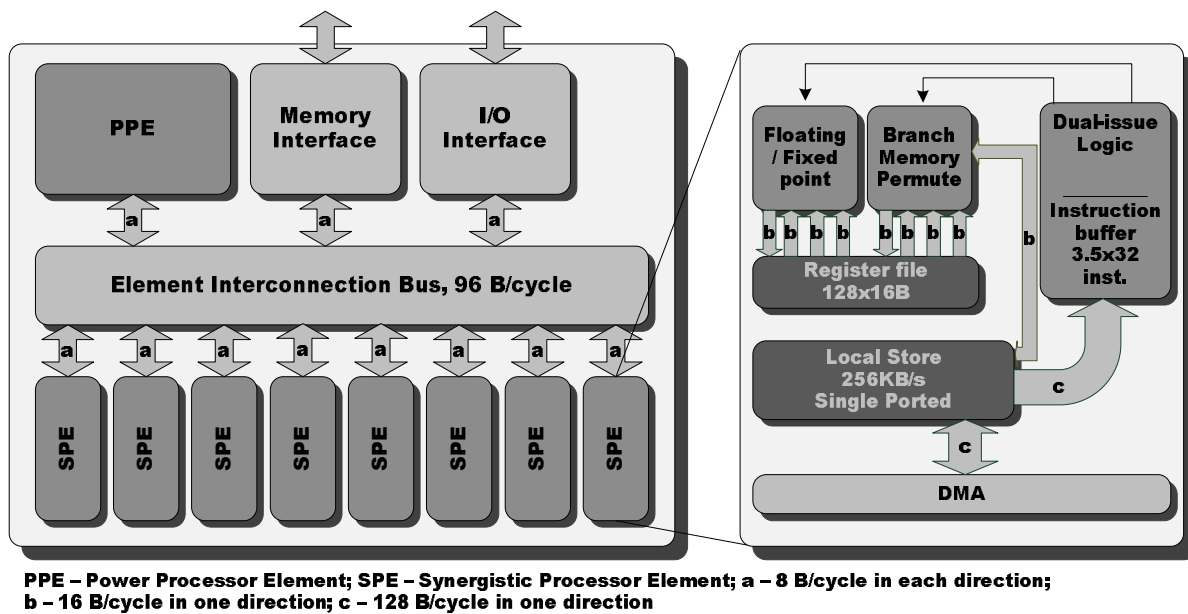 PPE
Memory
Interface
I/O
Interface
a
a
a
Element Interconnection Bus, 96 B/cycle
a
a
a
a
a
a
a
a
SPE
SPE
SPE
SPE
SPE
SPE
SPE
SPE
Floating
/ Fixed
point
Branch
Memory
Permute
Dual-issue
Logic
Instruction
buffer
3.5x32
inst.
b
b
b
b
b
b
b
b
b
Register file
128x16B
Local Store
256KB/s
Single Ported
c
c
DMA
PPE – Power Processor Element; SPE – Synergistic Processor Element; a – 8 B/cycle in each direction;
b – 16 B/cycle in one direction; c – 128 B/cycle in one direction